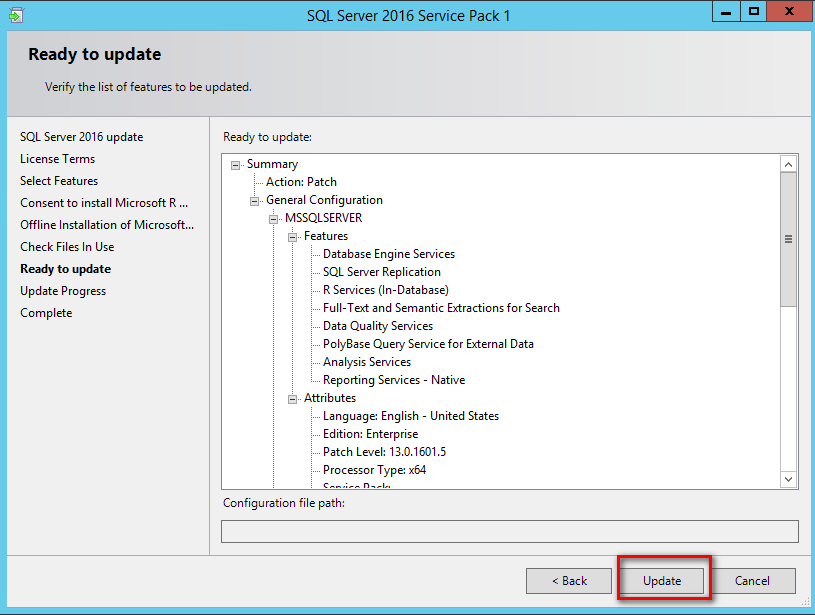 SQL Server 2016 Service Pack 1
Ready to update
Verify the list of features to be updated.
SQL Server 2016 update
License Terms
Select Features
Consent to install Microsoft R ...
Offline Installation of Microsoft...
Check Files In Use
Ready to update
Update Progress
Complete
Ready to update:
Summary
Action: Patch
General Configuration
MSSQLSERVER
Features
Database Engine Services
SQL Server Replication
R Services (In-Database)
Full-Text and Semantic Extractions for Search
Data Quality Services
PolyBase Query Service for External Data
Analysis Services
Reporting Services - Native
Attributes
Language: English - United States
Edition: Enterprise
Patch Level: 13.0.1601.5
Processor Type: x64
Service Pack:
Configuration file path:
< Back
Update
Cancel